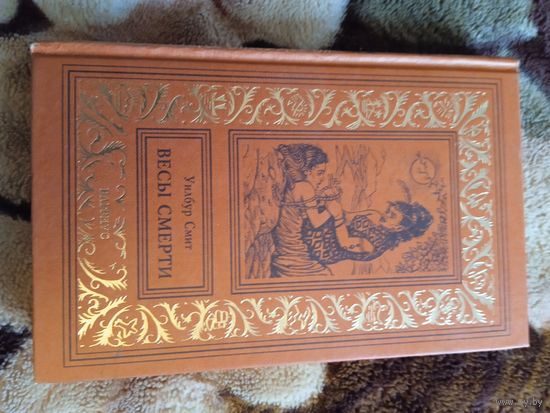 Уилбур Смит
ВЕСЫ СМЕРТИ